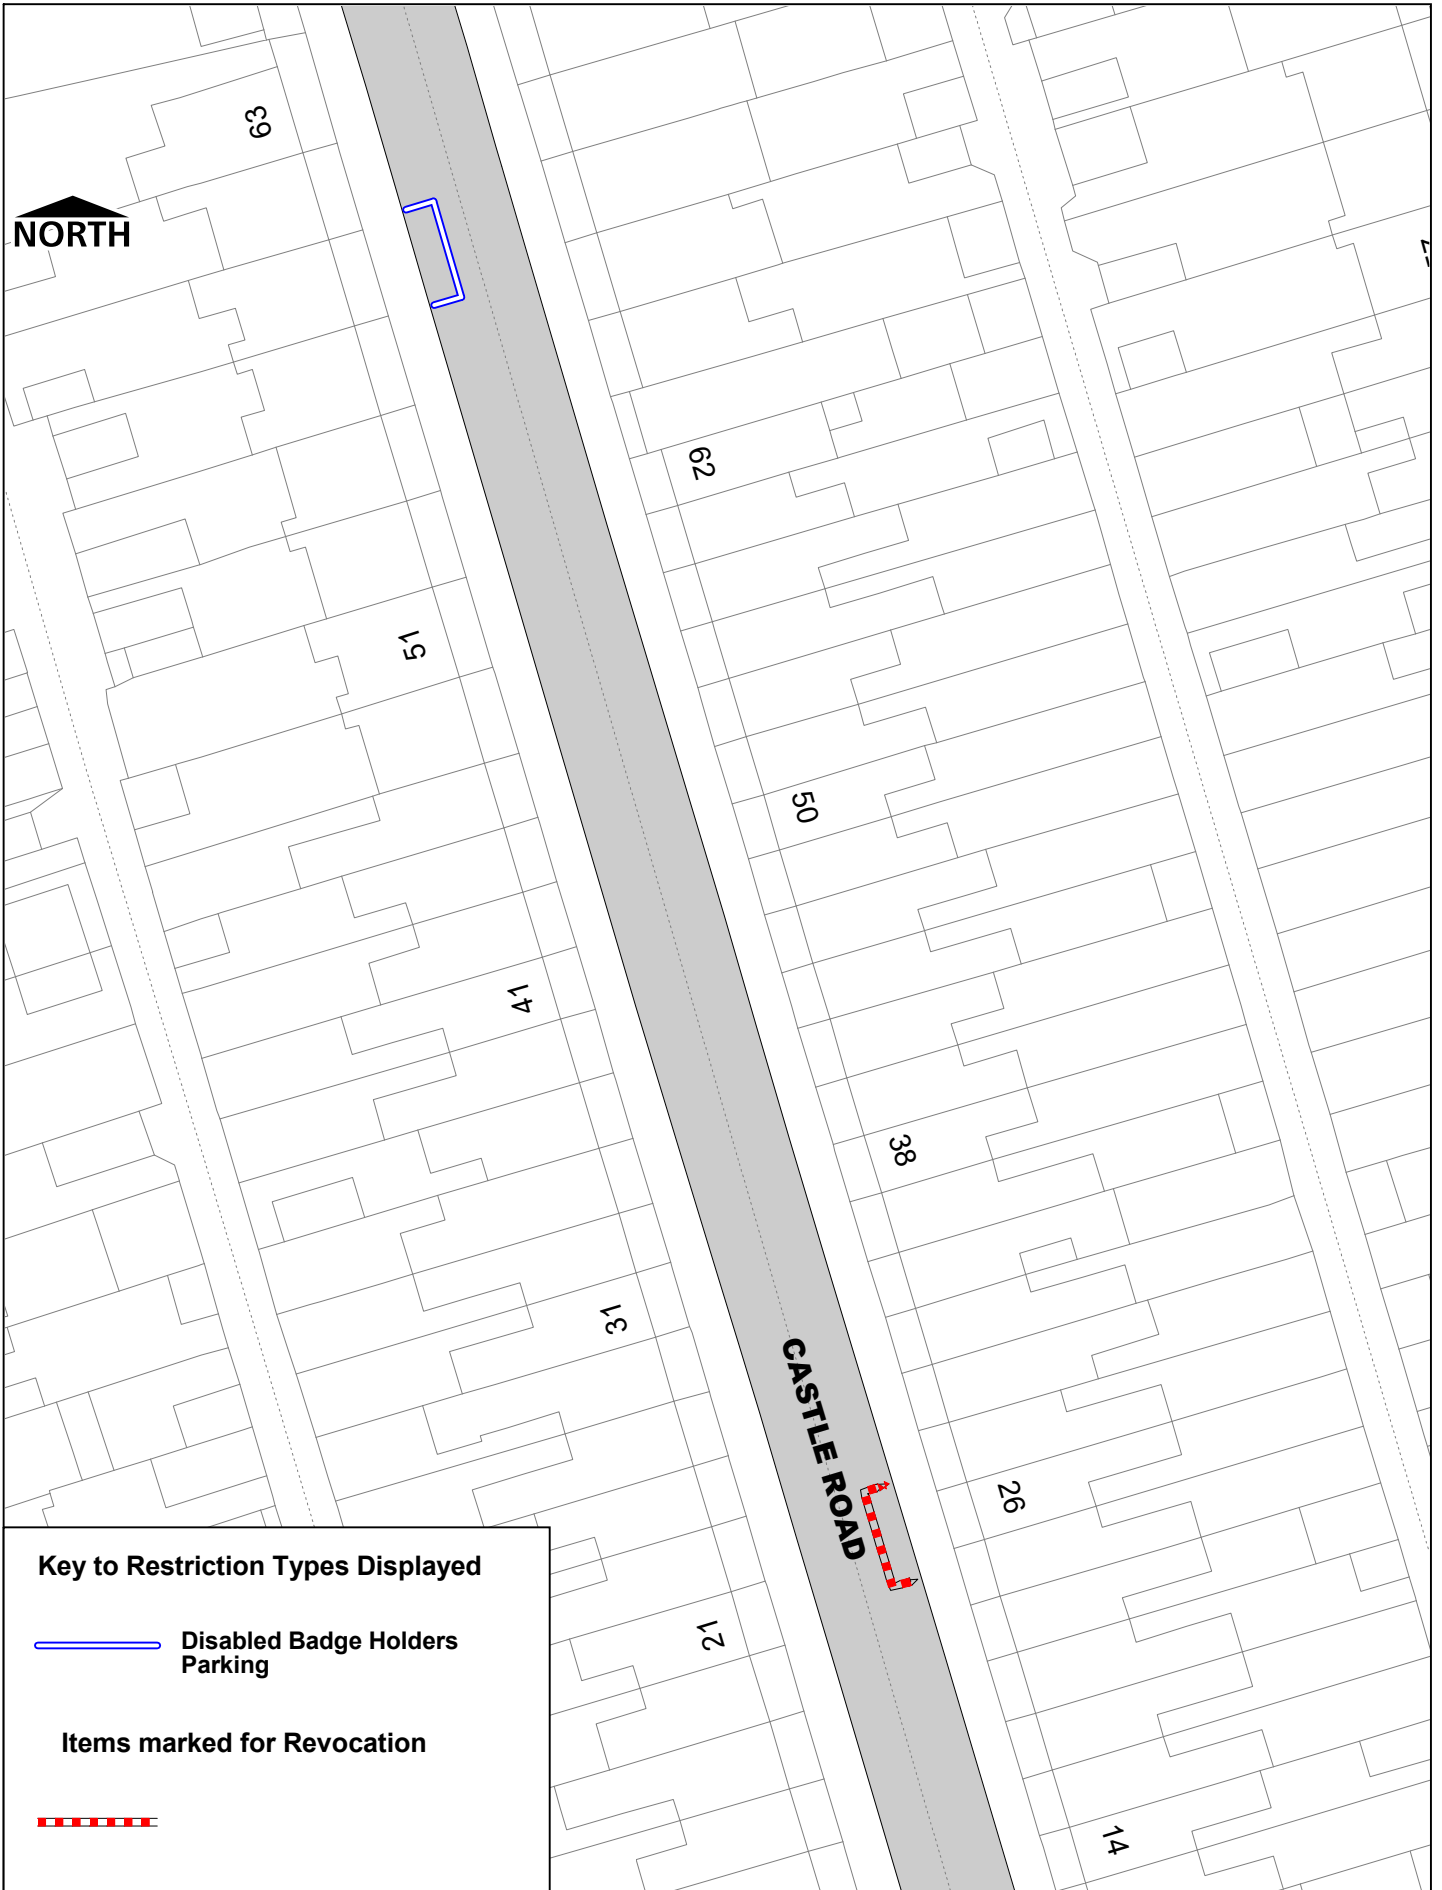 63
NORTH
62
51
50
41
38
31
CASTLE ROAD
26
21
14
Key to Restriction Types Displayed
Disabled Badge Holders
Parking
Items marked for Revocation